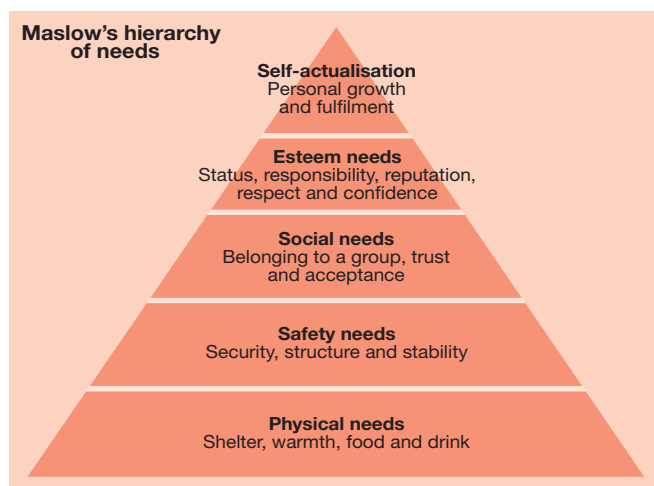 Maslow's hierarchy
of needs
Self-actualisation
Personal growth
and fulfilment
Esteem needs
Status, responsibility, reputation,
respect and confidence
Social needs
Belonging to a group, trust
and acceptance
Safety needs
Security, structure and stability
Physical needs
Shelter, warmth, food and drink